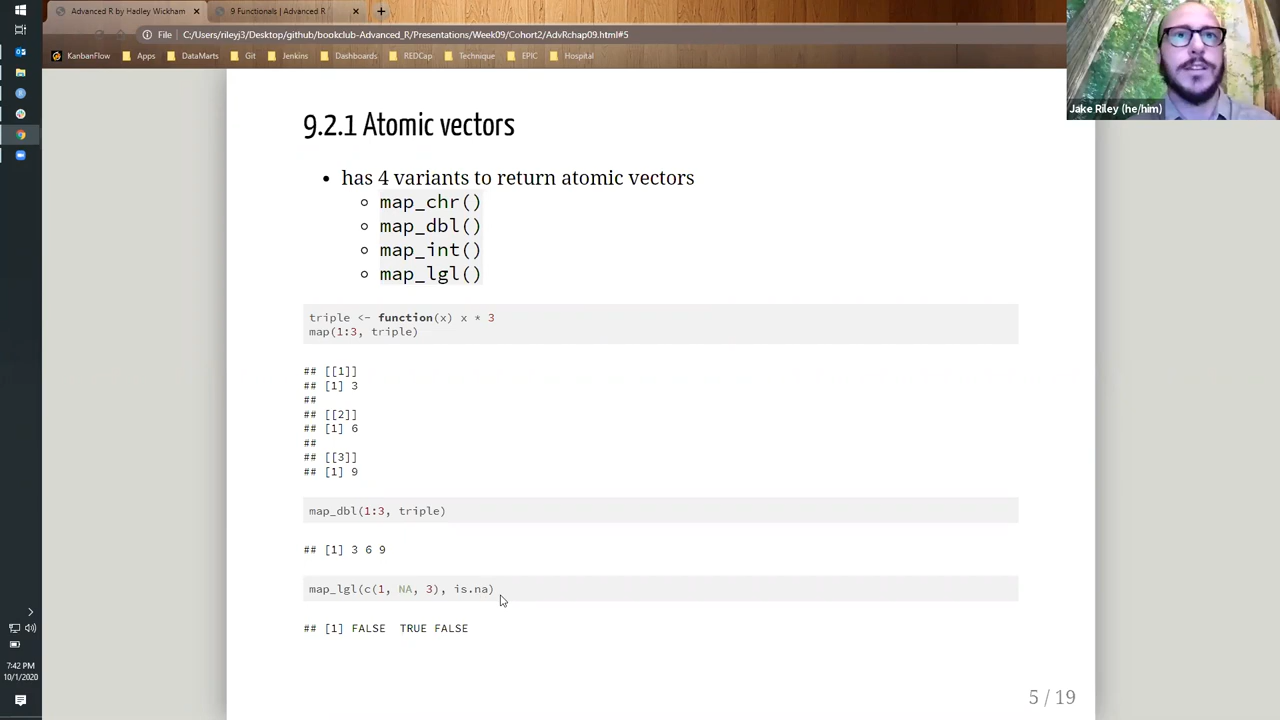 Advanced R by Hadley Wickham
9 Functionals | Advanced R
File C:/Users/rileyj3/Desktop/github/bookclub-Advanced_R/Presentations/Week09/Cohort2/AdvRchap09.html#5
KanbanFlow Apps DataMarts Git Jenkins Dashboards REDCap Technique EPIC Hospital
Jake Riley (he/him)
9.2.1 Atomic vectors
• has 4 variants to return atomic vectors
○ map_chr()
○ map_dbl()
○ map_int()
○ map_lgl()
triple <- function(x) x * 3
map(1:3, triple)
## [[1]]
## [1] 3
##
## [[2]]
## [1] 6
##
## [[3]]
## [1] 9
map_dbl(1:3, triple)
## [1] 3 6 9
map_lgl(c(1, NA, 3), is.na)
## [1] FALSE  TRUE FALSE
5 / 19
7:42 PM
10/1/2020